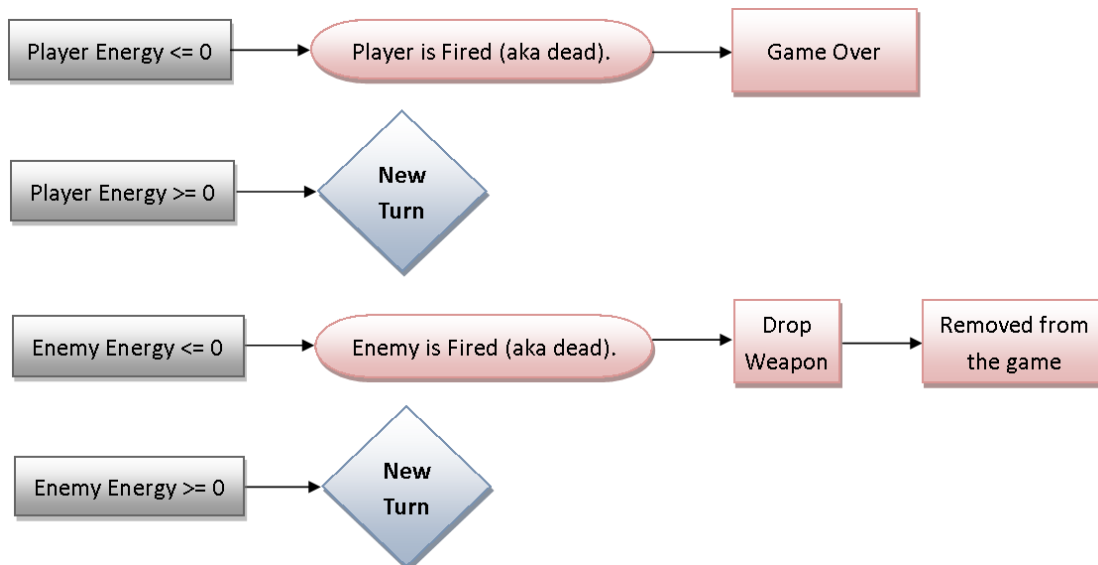 Player Energy <= 0
Player is Fired (aka dead).
Game Over
Player Energy >= 0
New
Turn
Enemy Energy <= 0
Enemy is Fired (aka dead).
Drop
Weapon
Removed from
the game
Enemy Energy >= 0
New
Turn